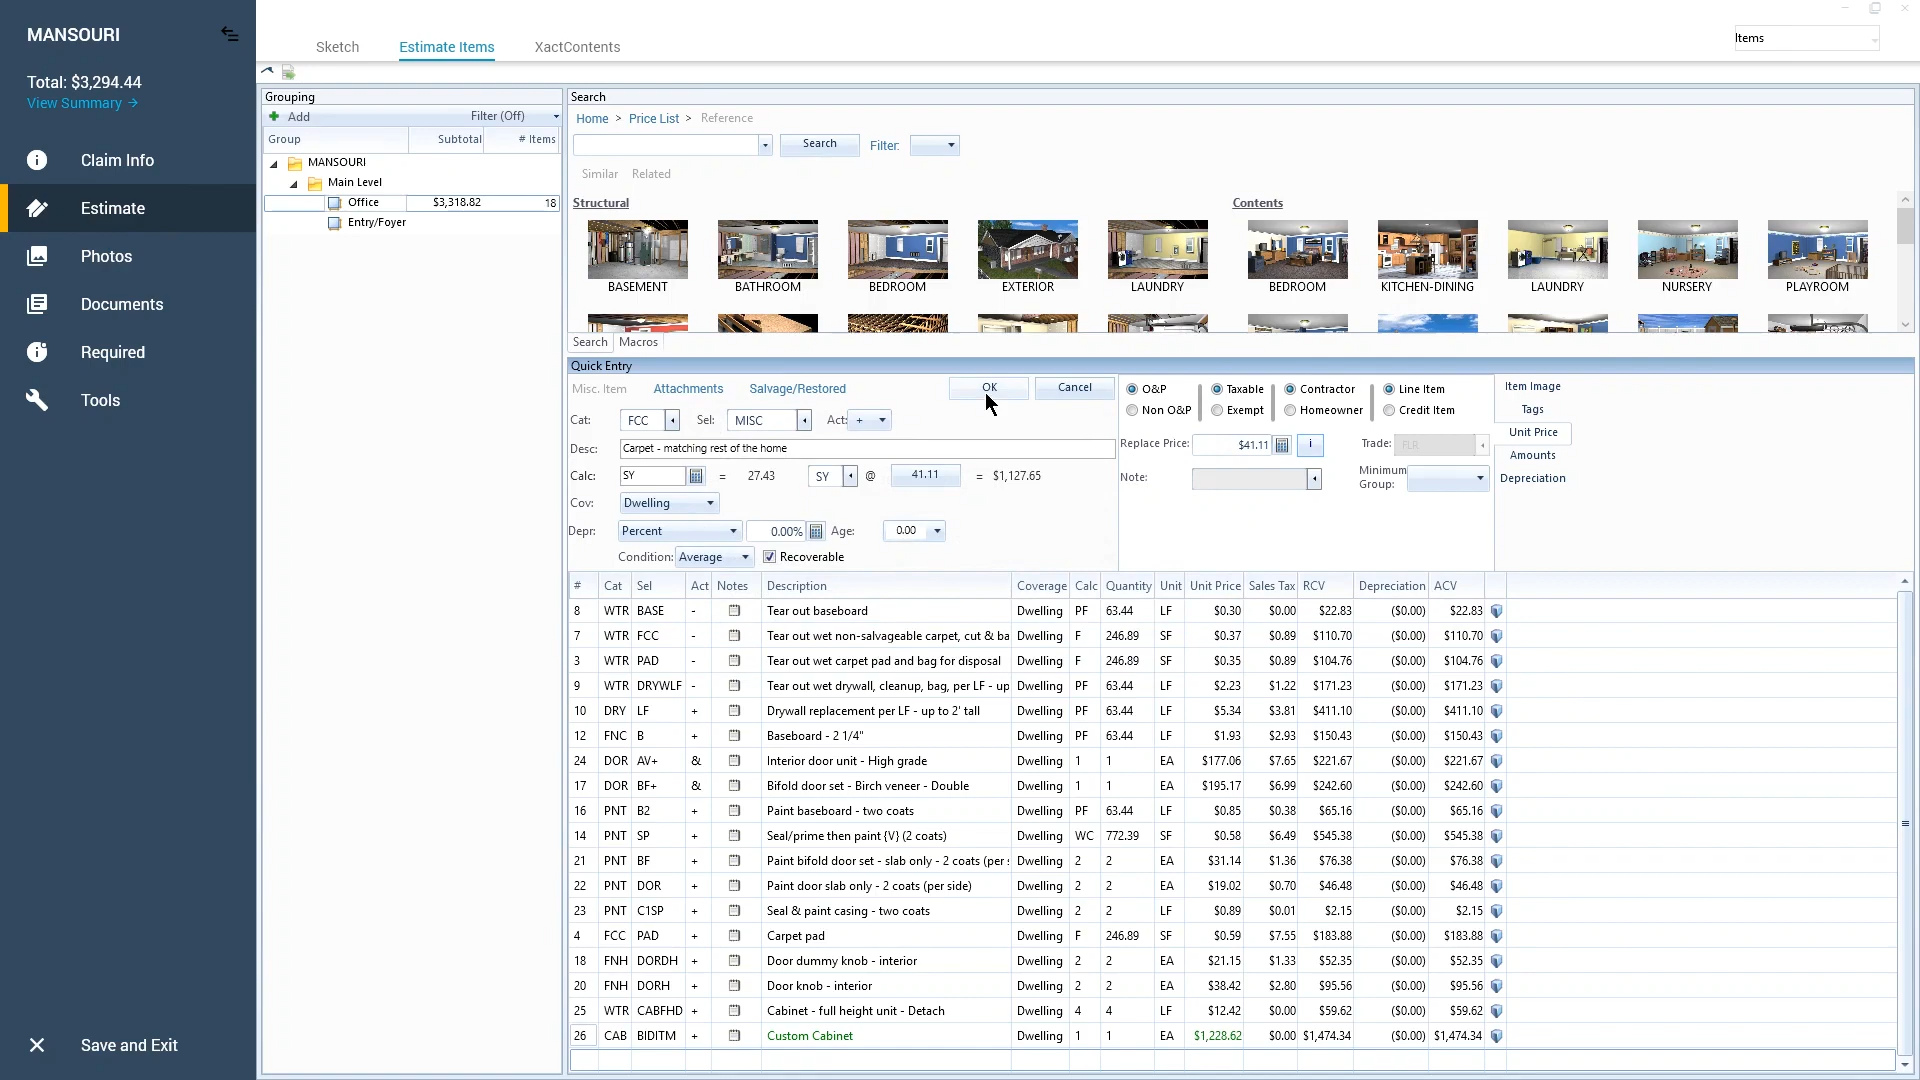 MANSOURI
Total: $3,294.44
View Summary →
Claim Info
Estimate
Photos
Documents
Required
Tools
Save and Exit
Sketch
Estimate Items
XactContents
Items
Grouping
Add
Filter (Off)
Group Subtotal # Items
MANSOURI
Main Level
Office $3,318.82 18
Entry/Foyer
Search
Home > Price List > Reference
Search Filter:
Similar Related
Structural
BASEMENT BATHROOM BEDROOM EXTERIOR LAUNDRY
Contents
BEDROOM KITCHEN-DINING LAUNDRY NURSERY PLAYROOM
Search Macros
Quick Entry
Misc. Item Attachments Salvage/Restored OK Cancel
Cat: FCC Sel: MISC Act: +
Desc: Carpet - matching rest of the home
Calc: SY = 27.43 SY @ 41.11 = $1,127.65
Cov: Dwelling
Depr: Percent 0.00% Age: 0.00
Condition: Average Recoverable
O&P Taxable Contractor Line Item
Non O&P Exempt Homeowner Credit Item
Replace Price: $41.11 i Trade: FLR
Note: Minimum Group:
Item Image
Tags
Unit Price
Amounts
Depreciation
# Cat Sel Act Notes Description Coverage Calc Quantity Unit Unit Price Sales Tax RCV Depreciation ACV
8 WTR BASE - Tear out baseboard Dwelling PF 63.44 LF $0.30 $0.00 $22.83 ($0.00) $22.83
7 WTR FCC - Tear out wet non-salvageable carpet, cut & ba Dwelling F 246.89 SF $0.37 $0.89 $110.70 ($0.00) $110.70
3 WTR PAD - Tear out wet carpet pad and bag for disposal Dwelling F 246.89 SF $0.35 $0.89 $104.76 ($0.00) $104.76
9 WTR DRYWLF - Tear out wet drywall, cleanup, bag, per LF - up Dwelling PF 63.44 LF $2.23 $1.22 $171.23 ($0.00) $171.23
10 DRY LF + Drywall replacement per LF - up to 2' tall Dwelling PF 63.44 LF $5.34 $3.81 $411.10 ($0.00) $411.10
12 FNC B + Baseboard - 2 1/4" Dwelling PF 63.44 LF $1.93 $2.93 $150.43 ($0.00) $150.43
24 DOR AV+ & Interior door unit - High grade Dwelling 1 1 EA $177.06 $7.65 $221.67 ($0.00) $221.67
17 DOR BF+ & Bifold door set - Birch veneer - Double Dwelling 1 1 EA $195.17 $6.99 $242.60 ($0.00) $242.60
16 PNT B2 + Paint baseboard - two coats Dwelling PF 63.44 LF $0.85 $0.38 $65.16 ($0.00) $65.16
14 PNT SP + Seal/prime then paint {V} (2 coats) Dwelling WC 772.39 SF $0.58 $6.49 $545.38 ($0.00) $545.38
21 PNT BF + Paint bifold door set - slab only - 2 coats (per Dwelling 2 2 EA $31.14 $1.36 $76.38 ($0.00) $76.38
22 PNT DOR + Paint door slab only - 2 coats (per side) Dwelling 2 2 EA $19.02 $0.70 $46.48 ($0.00) $46.48
23 PNT C1SP + Seal & paint casing - two coats Dwelling 2 2 LF $0.89 $0.01 $2.15 ($0.00) $2.15
4 FCC PAD + Carpet pad Dwelling F 246.89 SF $0.59 $7.55 $183.88 ($0.00) $183.88
18 FNH DORDH + Door dummy knob - interior Dwelling 2 2 EA $21.15 $1.33 $52.35 ($0.00) $52.35
20 FNH DORH + Door knob - interior Dwelling 2 2 EA $38.42 $2.80 $95.56 ($0.00) $95.56
25 WTR CABFHD + Cabinet - full height unit - Detach Dwelling 4 4 LF $12.42 $0.00 $59.62 ($0.00) $59.62
26 CAB BIDITM + Custom Cabinet Dwelling 1 1 EA $1,228.62 $0.00 $1,474.34 ($0.00) $1,474.34